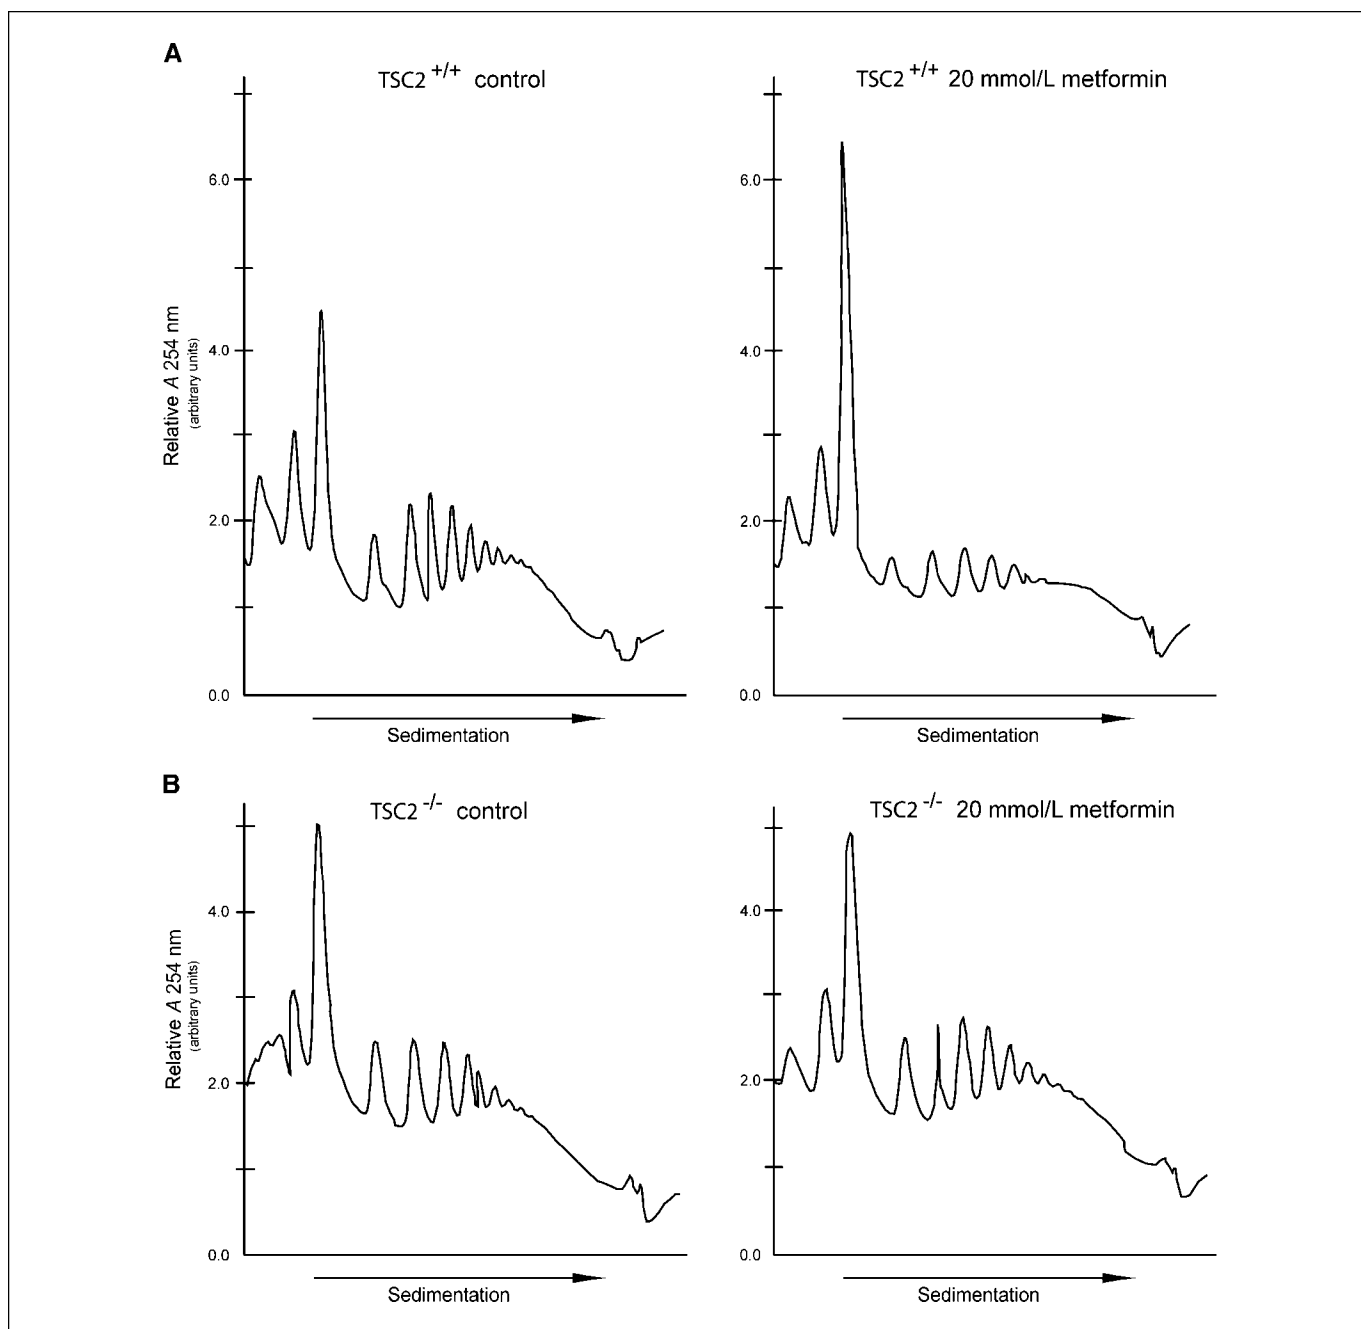 A
TSC2 +/+ control
TSC2 +/+ 20 mmol/L metformin
6.0
4.0
2.0
0.0
Relative A 254 nm
(arbitrary units)
Sedimentation
6.0
4.0
2.0
0.0
Sedimentation
B
TSC2 -/- control
TSC2 -/- 20 mmol/L metformin
4.0
2.0
0.0
Relative A 254 nm
(arbitrary units)
Sedimentation
4.0
2.0
0.0
Sedimentation